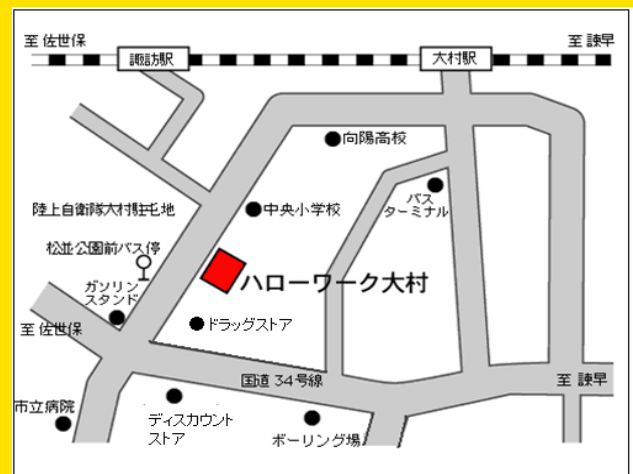 至 佐世保
諏訪駅
大村駅
至 諫早
向陽高校
陸上自衛隊大村駐屯地
中央小学校
バス
ターミナル
松並公園前バス停
ガソリン
スタンド
ハローワーク大村
至 佐世保
ドラッグストア
国道 34号線
至 諫早
市立病院
ディスカウント
ストア
ボーリング場